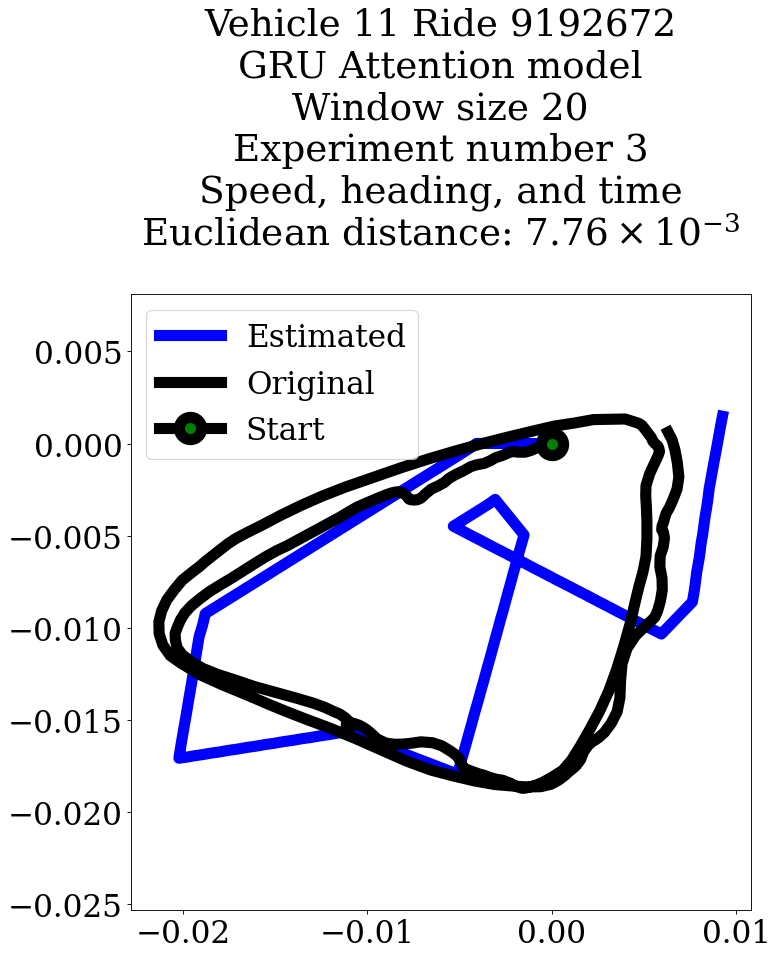 Vehicle 11 Ride 9192672
GRU Attention model
Window size 20
Experiment number 3
Speed, heading, and time
Euclidean distance: 7.76 × 10⁻³
Estimated
Original
Start
0.005
0.000
−0.005
−0.010
−0.015
−0.020
−0.025
−0.02 −0.01 0.00 0.01